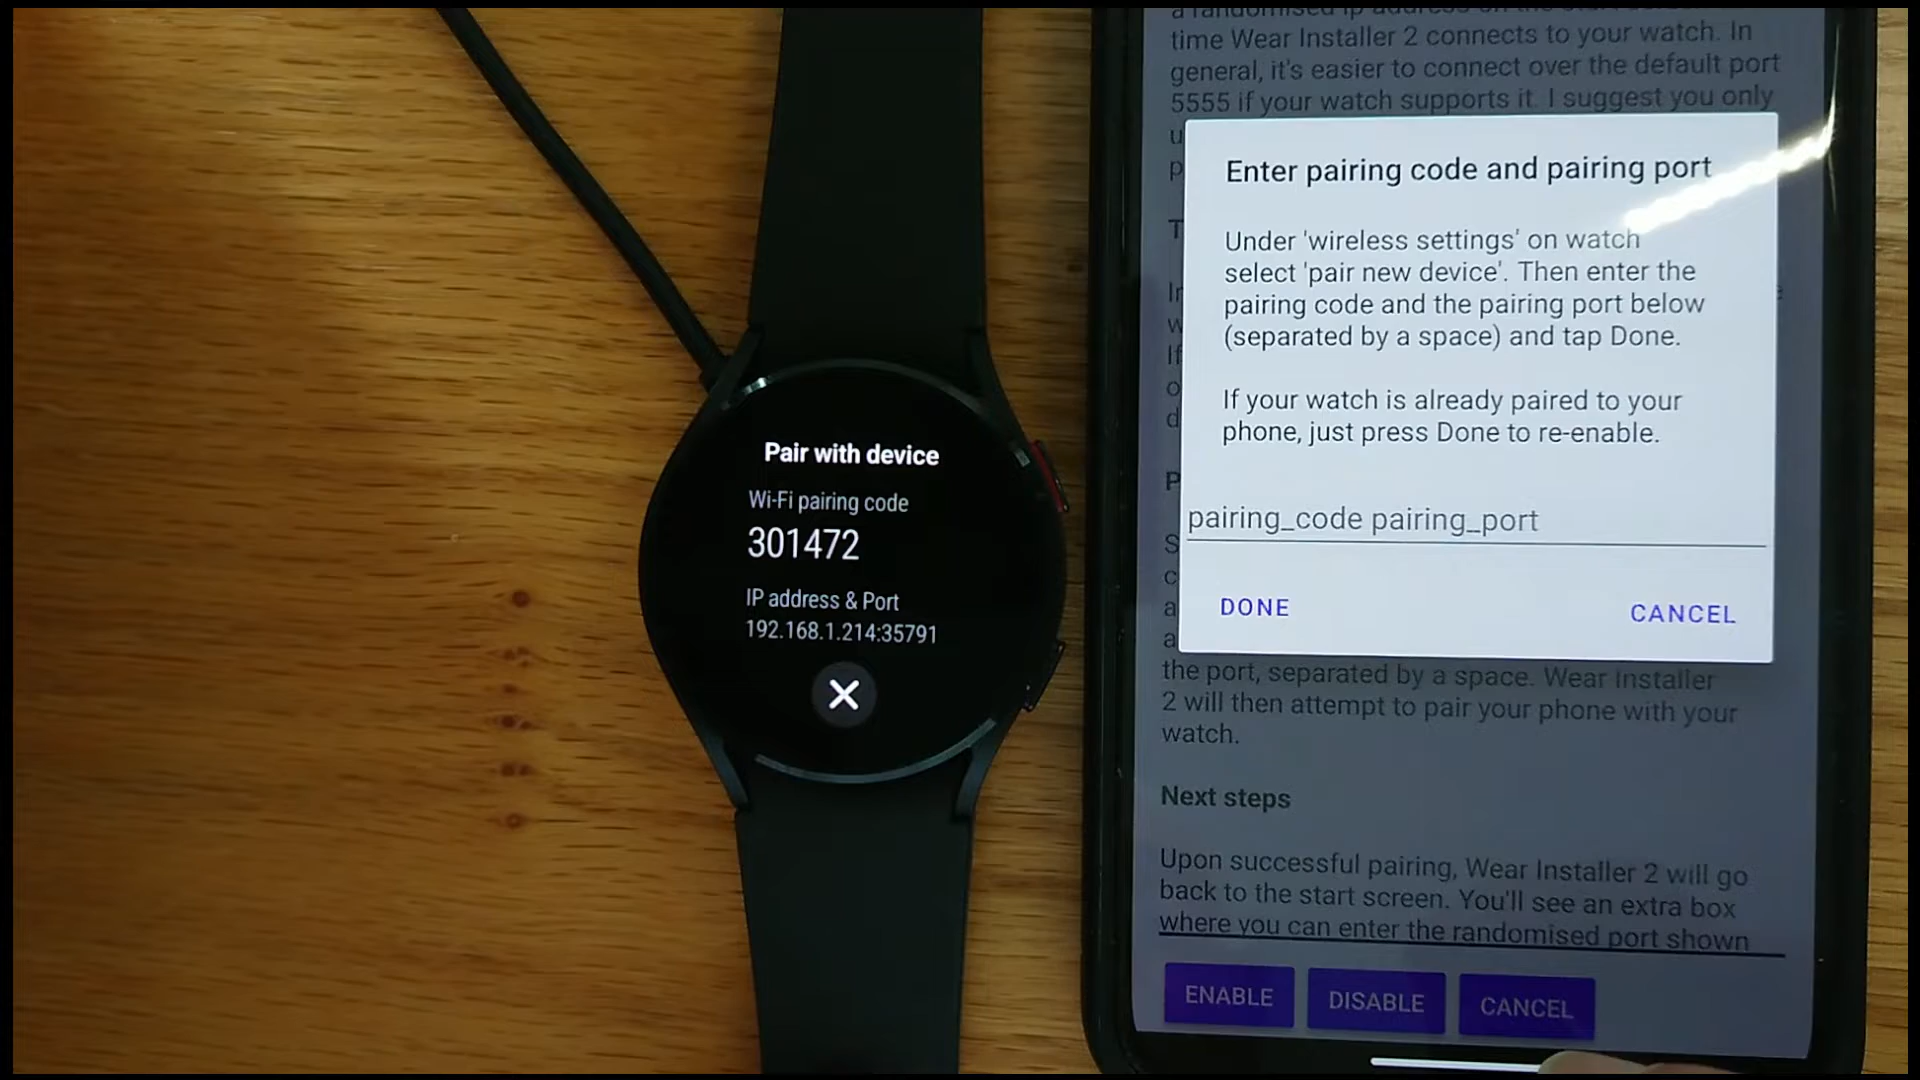 Pair with device
Wi-Fi pairing code
301472
IP address & Port
192.168.1.214:35791
time Wear Installer 2 connects to your watch. In
general, it's easier to connect over the default port
5555 if your watch supports it. I suggest you only
Enter pairing code and pairing port
Under 'wireless settings' on watch
select 'pair new device'. Then enter the
pairing code and the pairing port below
(separated by a space) and tap Done.
If your watch is already paired to your
phone, just press Done to re-enable.
pairing_code pairing_port
DONE
CANCEL
the port, separated by a space. Wear Installer
2 will then attempt to pair your phone with your
watch.
Next steps
Upon successful pairing, Wear Installer 2 will go
back to the start screen. You'll see an extra box
where you can enter the randomised port shown
ENABLE
DISABLE
CANCEL